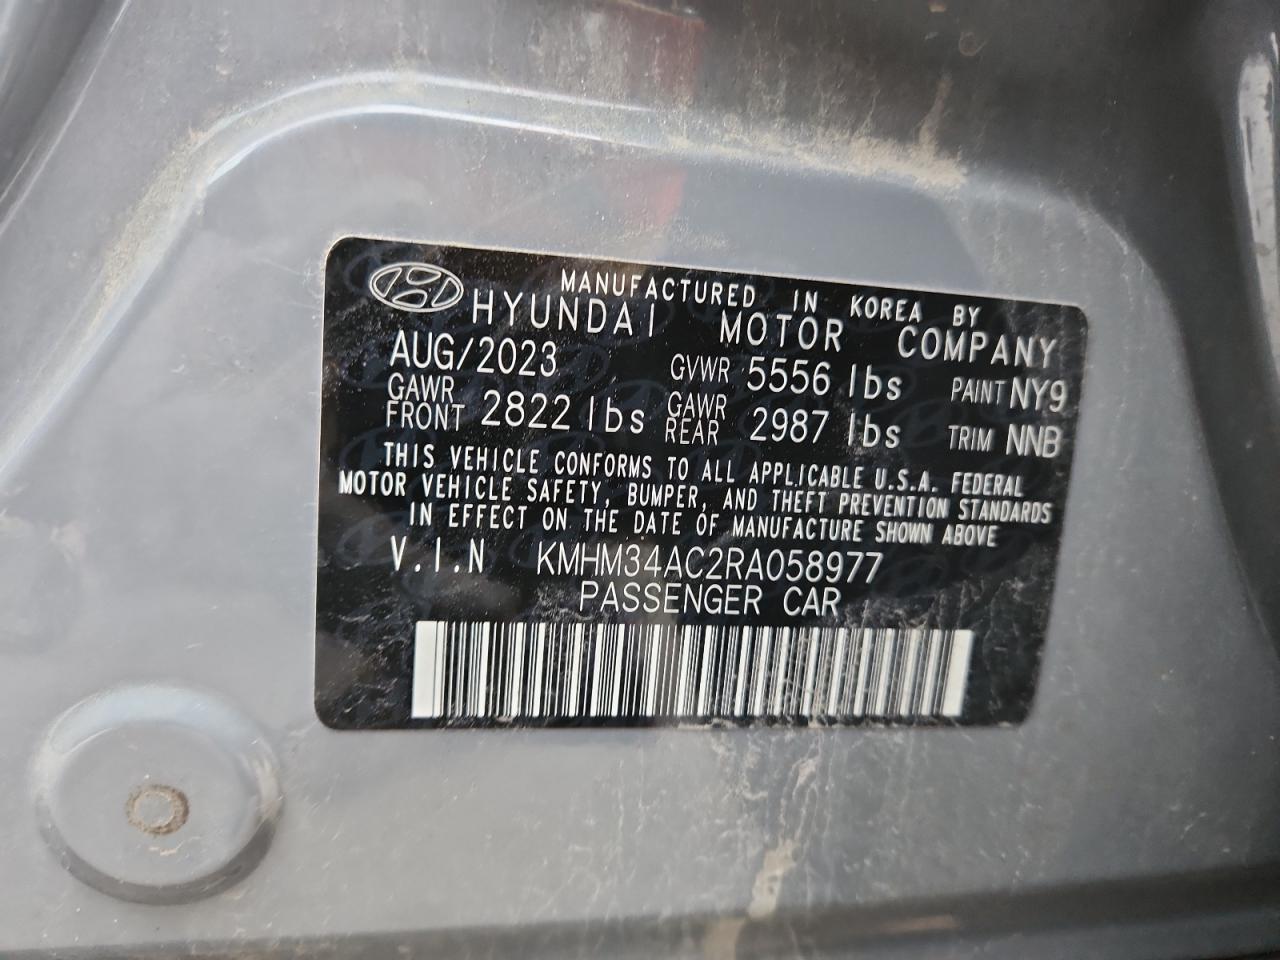 MANUFACTURED IN KOREA BY
HYUNDAI MOTOR COMPANY
AUG/2023 GVWR 5556 lbs PAINT NY9
GAWR FRONT 2822 lbs GAWR REAR 2987 lbs TRIM NNB
THIS VEHICLE CONFORMS TO ALL APPLICABLE U.S.A. FEDERAL
MOTOR VEHICLE SAFETY, BUMPER, AND THEFT PREVENTION STANDARDS
IN EFFECT ON THE DATE OF MANUFACTURE SHOWN ABOVE
V.I.N KMHM34AC2RA058977
PASSENGER CAR